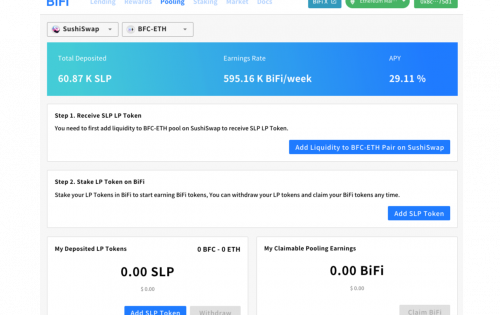 BiFi Lending Rewards Pooling Staking Market Docs BiFi X
SushiSwap BFC-ETH
Total Deposited Earnings Rate APY
60.87 K SLP 595.16 K BiFi/week 29.11 %
Step 1. Receive SLP LP Token
You need to first add liquidity to BFC-ETH pool on SushiSwap to receive SLP LP Token.
Add Liquidity to BFC-ETH Pair on SushiSwap
Step 2. Stake LP Token on BiFi
Stake your LP Tokens in BiFi to start earning BiFi tokens, You can withdraw your LP tokens and claim your BiFi tokens any time.
Add SLP Token
My Deposited LP Tokens 0 BFC - 0 ETH
0.00 SLP
$ 0.00
Add SLP Token Withdraw
My Claimable Pooling Earnings
0.00 BiFi
$ 0.00
Claim BiFi